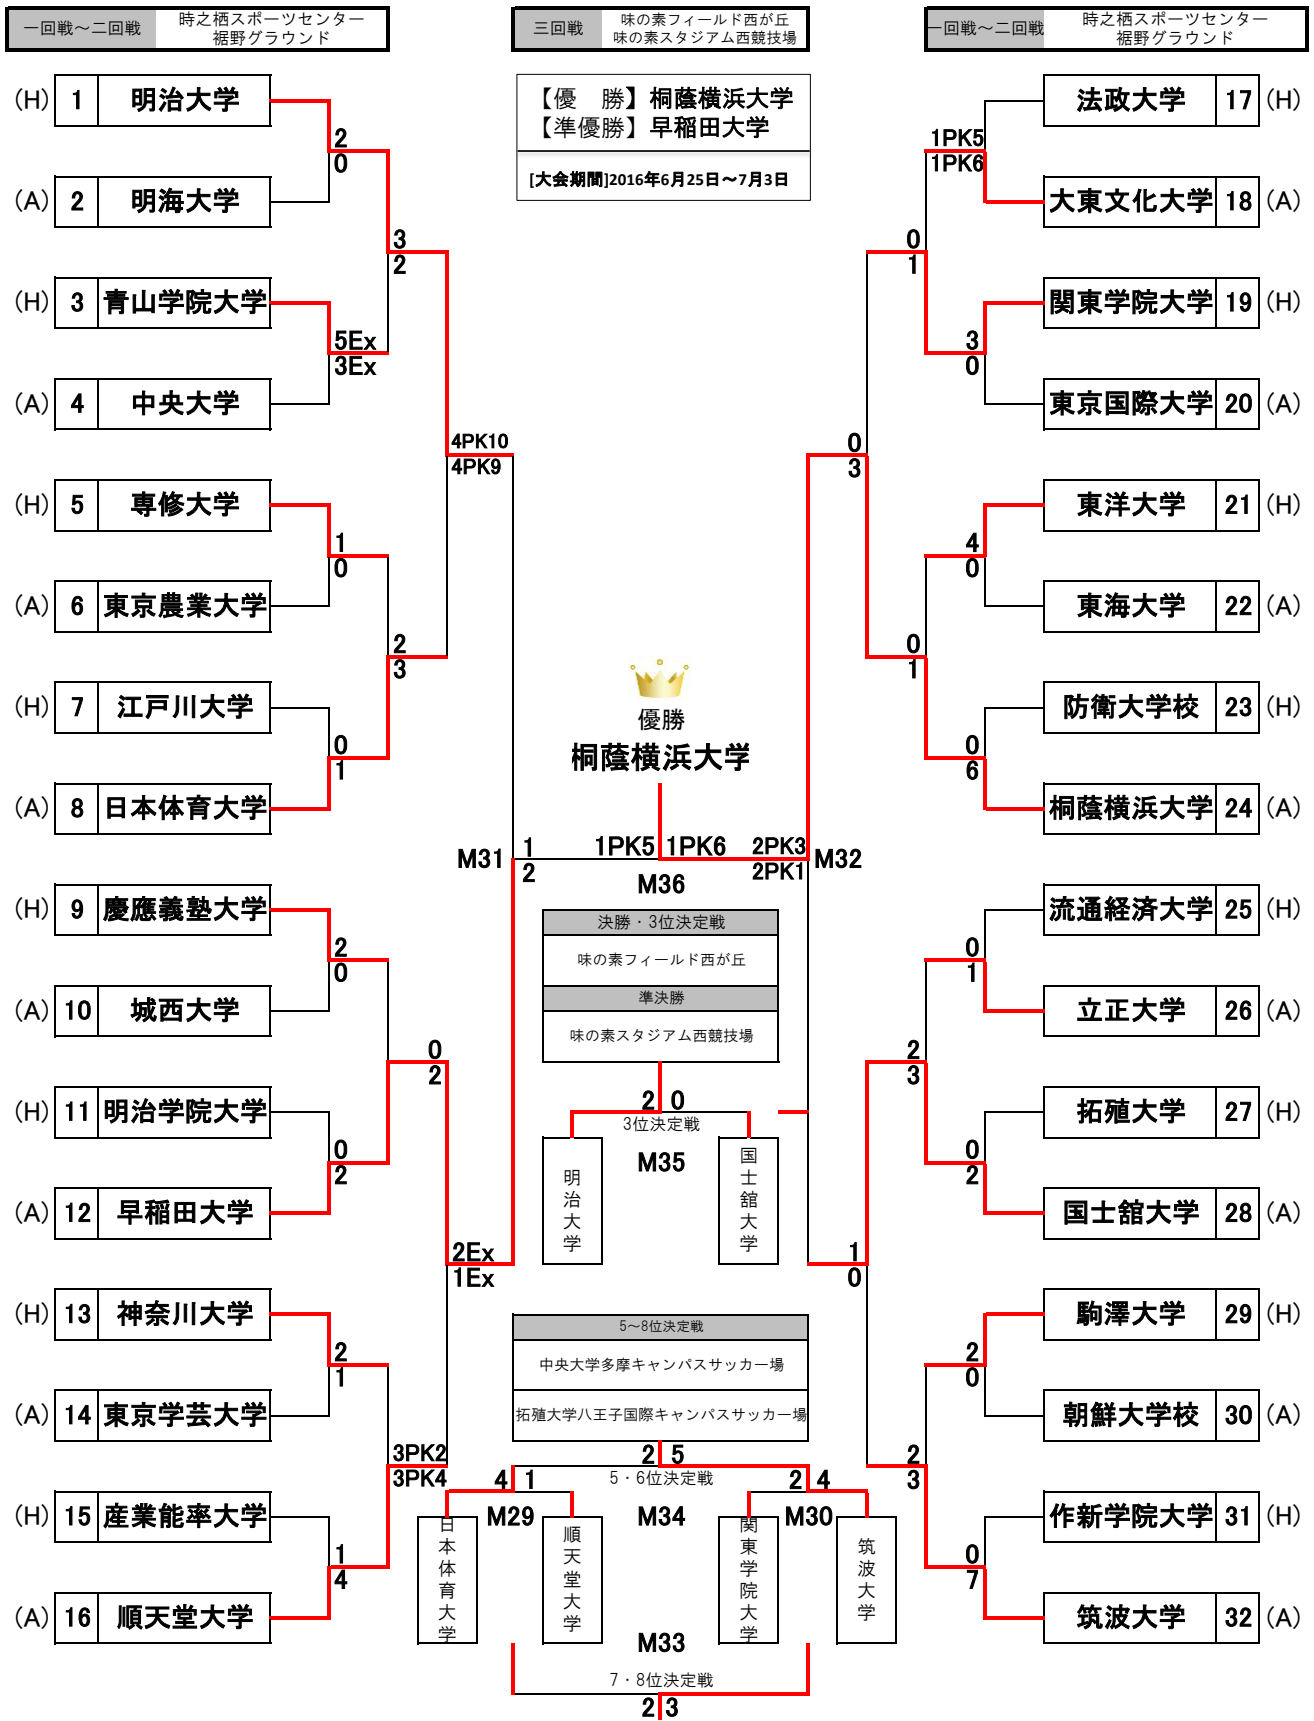 一回戦～二回戦
時之栖スポーツセンター
裾野グラウンド
三回戦
味の素フィールド西が丘
味の素スタジアム西競技場
一回戦～二回戦
時之栖スポーツセンター
裾野グラウンド
【優　勝】桐蔭横浜大学
【準優勝】早稲田大学
[大会期間]2016年6月25日～7月3日
(H) 1 明治大学
2
0
(A) 2 明海大学
3
2
(H) 3 青山学院大学
5Ex
3Ex
(A) 4 中央大学
4PK10
4PK9
(H) 5 専修大学
1
0
(A) 6 東京農業大学
2
3
(H) 7 江戸川大学
0
1
(A) 8 日本体育大学
M31
1
2
(H) 9 慶應義塾大学
2
0
(A) 10 城西大学
0
2
(H) 11 明治学院大学
0
2
(A) 12 早稲田大学
2Ex
1Ex
(H) 13 神奈川大学
2
1
(A) 14 東京学芸大学
3PK2
3PK4
(H) 15 産業能率大学
1
4
(A) 16 順天堂大学
優勝
桐蔭横浜大学
1PK5 1PK6
M36
決勝・3位決定戦
味の素フィールド西が丘
準決勝
味の素スタジアム西競技場
2 0
3位決定戦
M35
明治大学
国士舘大学
5～8位決定戦
中央大学多摩キャンパスサッカー場
拓殖大学八王子国際キャンパスサッカー場
2 5
5・6位決定戦
M34
4 1
M29
2 4
M30
日本体育大学
順天堂大学
関東学院大学
筑波大学
M33
7・8位決定戦
2 3
法政大学 17 (H)
1PK5
1PK6
大東文化大学 18 (A)
0
1
関東学院大学 19 (H)
3
0
東京国際大学 20 (A)
0
3
東洋大学 21 (H)
4
0
東海大学 22 (A)
0
1
防衛大学校 23 (H)
0
6
桐蔭横浜大学 24 (A)
2PK3
2PK1
M32
流通経済大学 25 (H)
0
1
立正大学 26 (A)
2
3
拓殖大学 27 (H)
0
2
国士舘大学 28 (A)
1
0
駒澤大学 29 (H)
2
0
朝鮮大学校 30 (A)
2
3
作新学院大学 31 (H)
0
7
筑波大学 32 (A)